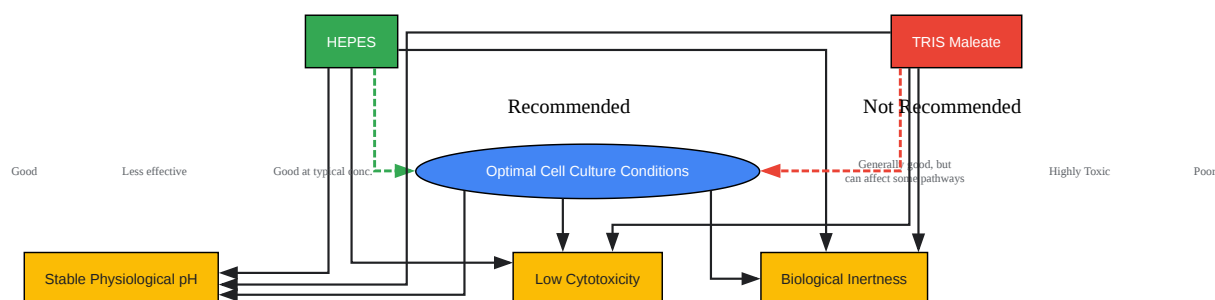 HEPES
TRIS Maleate
Recommended
Not Recommended
Good
Less effective
Good at typical conc.
Optimal Cell Culture Conditions
Generally good, but
can affect some pathways
Highly Toxic
Poor
Stable Physiological pH
Low Cytotoxicity
Biological Inertness